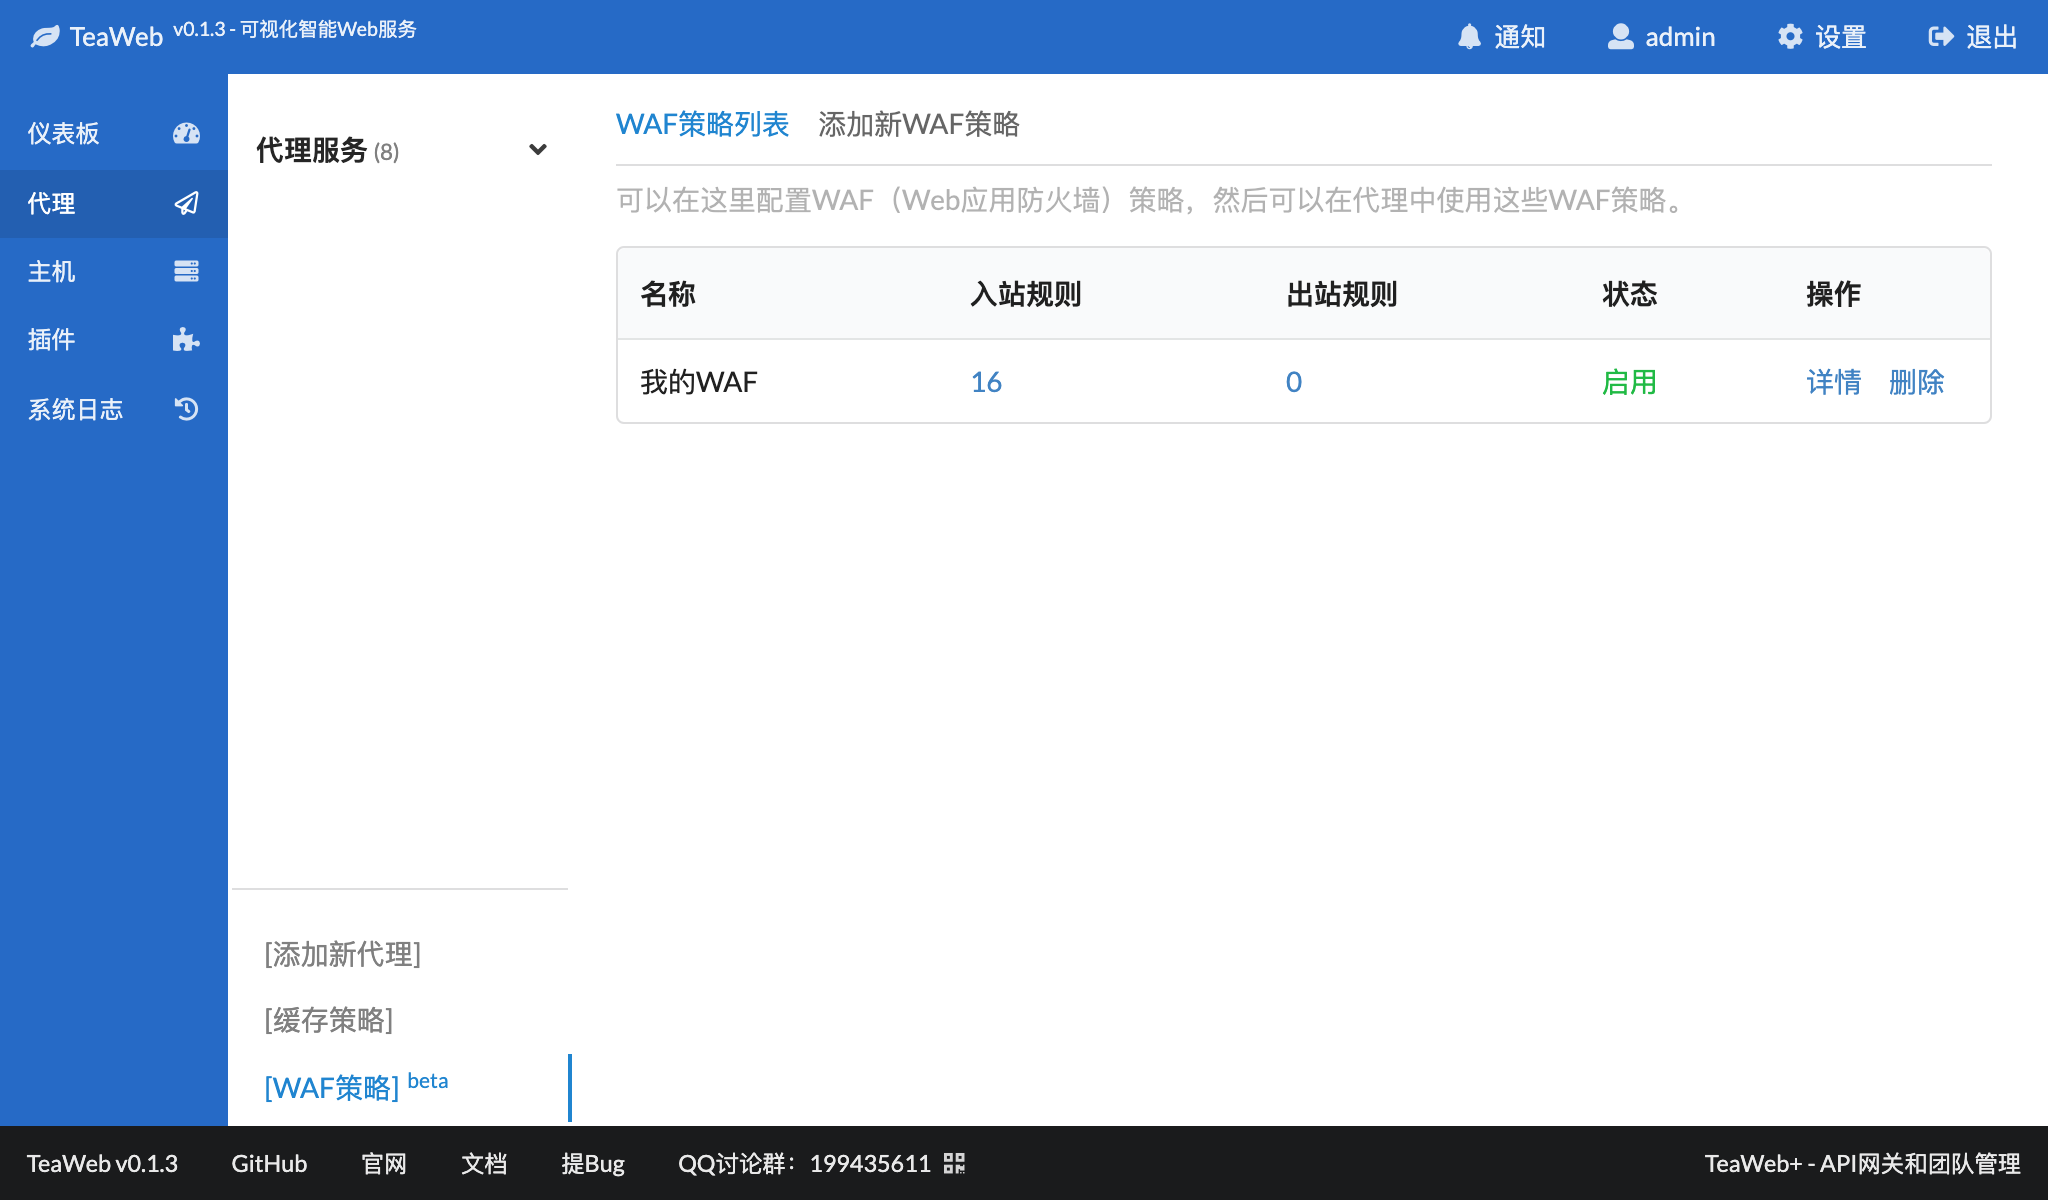 TeaWeb v0.1.3 - 可视化智能Web服务
通知
admin
设置
退出
仪表板
代理
主机
插件
系统日志
代理服务 (8)
[添加新代理]
[缓存策略]
[WAF策略] beta
WAF策略列表 添加新WAF策略
可以在这里配置WAF（Web应用防火墙）策略，然后可以在代理中使用这些WAF策略。
名称 入站规则 出站规则 状态 操作
我的WAF 16 0 启用 详情 删除
TeaWeb v0.1.3 GitHub 官网 文档 提Bug QQ讨论群：199435611
TeaWeb+ - API网关和团队管理